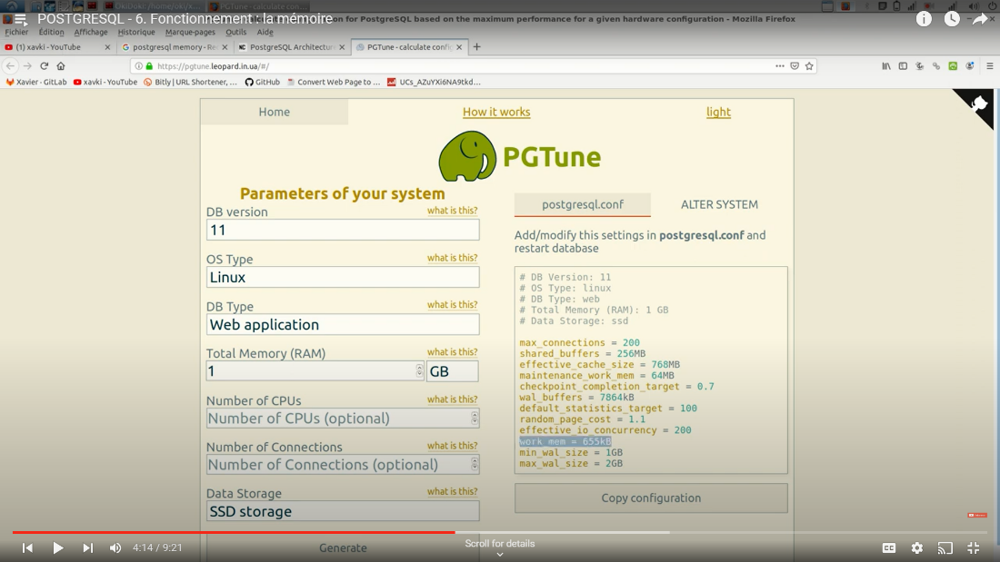 POSTGRESQL - 6. Fonctionnement : la mémoire
on for PostgreSQL based on the maximum performance for a given hardware configuration - Mozilla Firefox
Fichier Édition Affichage Historique Marque-pages Outils Aide
(1) xavki - YouTube
postgresql memory - Re
PostgreSQL Architectur
PGTune - calculate config
https://pgtune.leopard.in.ua/#/
Xavier · GitLab
xavki - YouTube
Bitly | URL Shortener, ...
GitHub
Convert Web Page to ...
UCs_AZuYXi6NA9tkd...
Home
How it works
light
PGTune
Parameters of your system
DB version
what is this?
11
OS Type
what is this?
Linux
DB Type
what is this?
Web application
Total Memory (RAM)
what is this?
1
GB
Number of CPUs
what is this?
Number of CPUs (optional)
Number of Connections
what is this?
Number of Connections (optional)
Data Storage
what is this?
SSD storage
Generate
postgresql.conf
ALTER SYSTEM
Add/modify this settings in postgresql.conf and
restart database
# DB Version: 11
# OS Type: linux
# DB Type: web
# Total Memory (RAM): 1 GB
# Data Storage: ssd
max_connections = 200
shared_buffers = 256MB
effective_cache_size = 768MB
maintenance_work_mem = 64MB
checkpoint_completion_target = 0.7
wal_buffers = 7864kB
default_statistics_target = 100
random_page_cost = 1.1
effective_io_concurrency = 200
work_mem = 655kB
min_wal_size = 1GB
max_wal_size = 2GB
Copy configuration
4:14 / 9:21
Scroll for details
CC